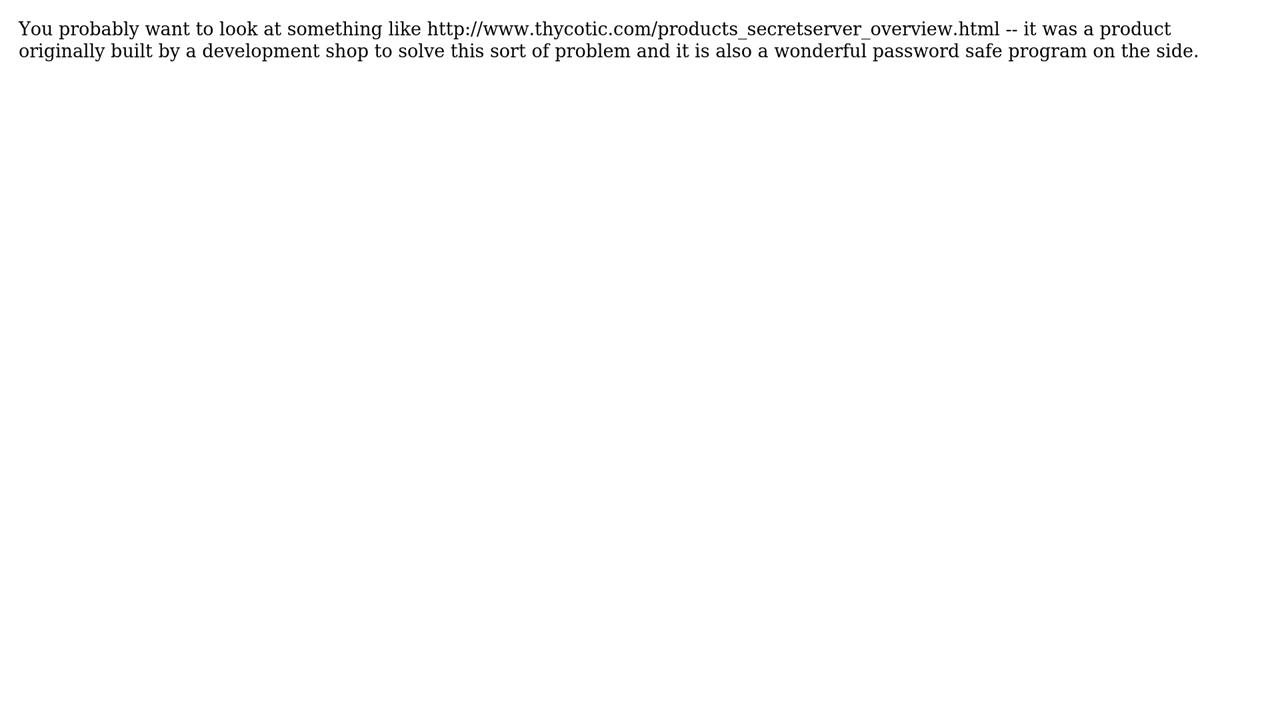 You probably want to look at something like http://www.thycotic.com/products_secretserver_overview.html -- it was a product
originally built by a development shop to solve this sort of problem and it is also a wonderful password safe program on the side.